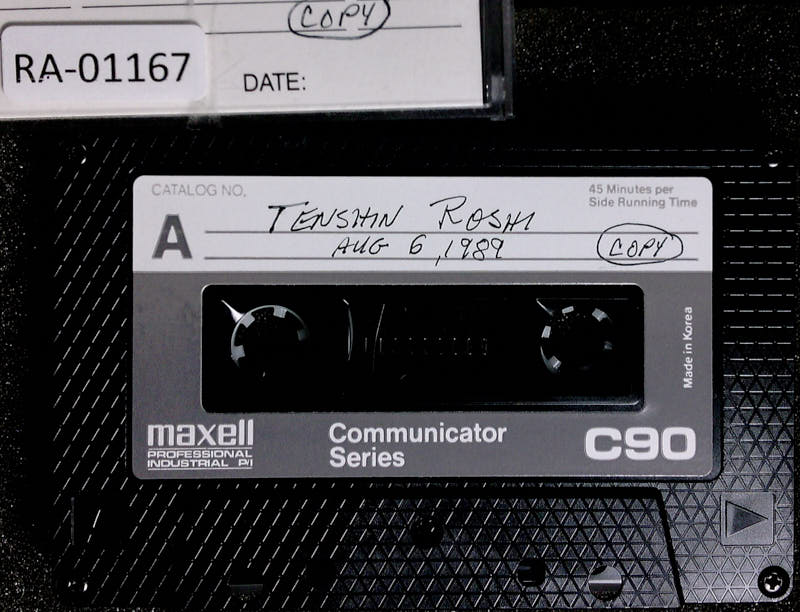 COPY
RA-01167
DATE:
CATALOG NO.
45 Minutes per
Side Running Time
A
TENSHIN ROSHI
AUG 6, 1989
COPY
Made in Korea
maxell
PROFESSIONAL
INDUSTRIAL P/I
Communicator
Series
C90